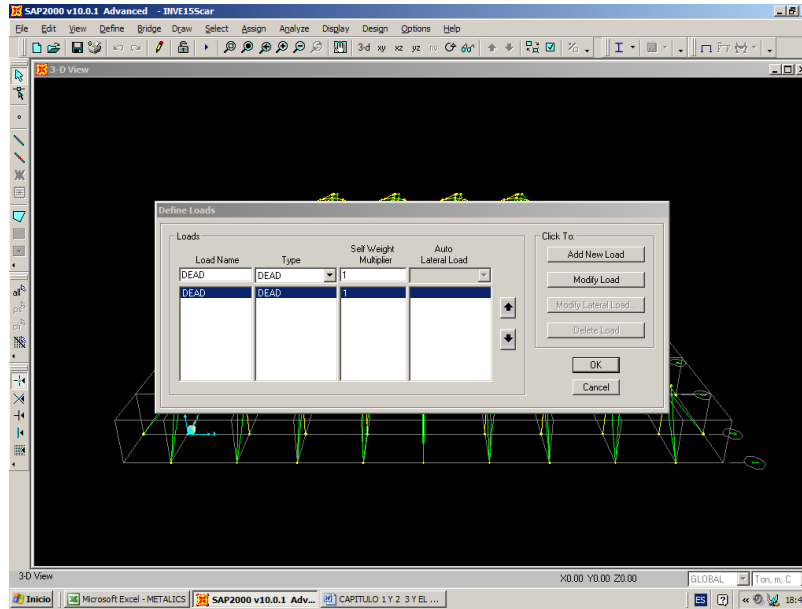 SAP2000 v10.0.1 Advanced - INVE15Scar
File Edit View Define Bridge Draw Select Assign Analyze Display Design Options Help
3-d xy xz yz nv
3-D View
Define Loads
Loads
Load Name Type Self Weight Multiplier Auto Lateral Load
DEAD DEAD 1
DEAD DEAD 1
Click To:
Add New Load
Modify Load
Modify Lateral Load...
Delete Load
OK
Cancel
all
3-D View X0.00 Y0.00 Z0.00 GLOBAL Ton, m, C
Inicio Microsoft Excel - METALICS SAP2000 v10.0.1 Adv... CAPITULO 1 Y 2 3 Y EL ... ES